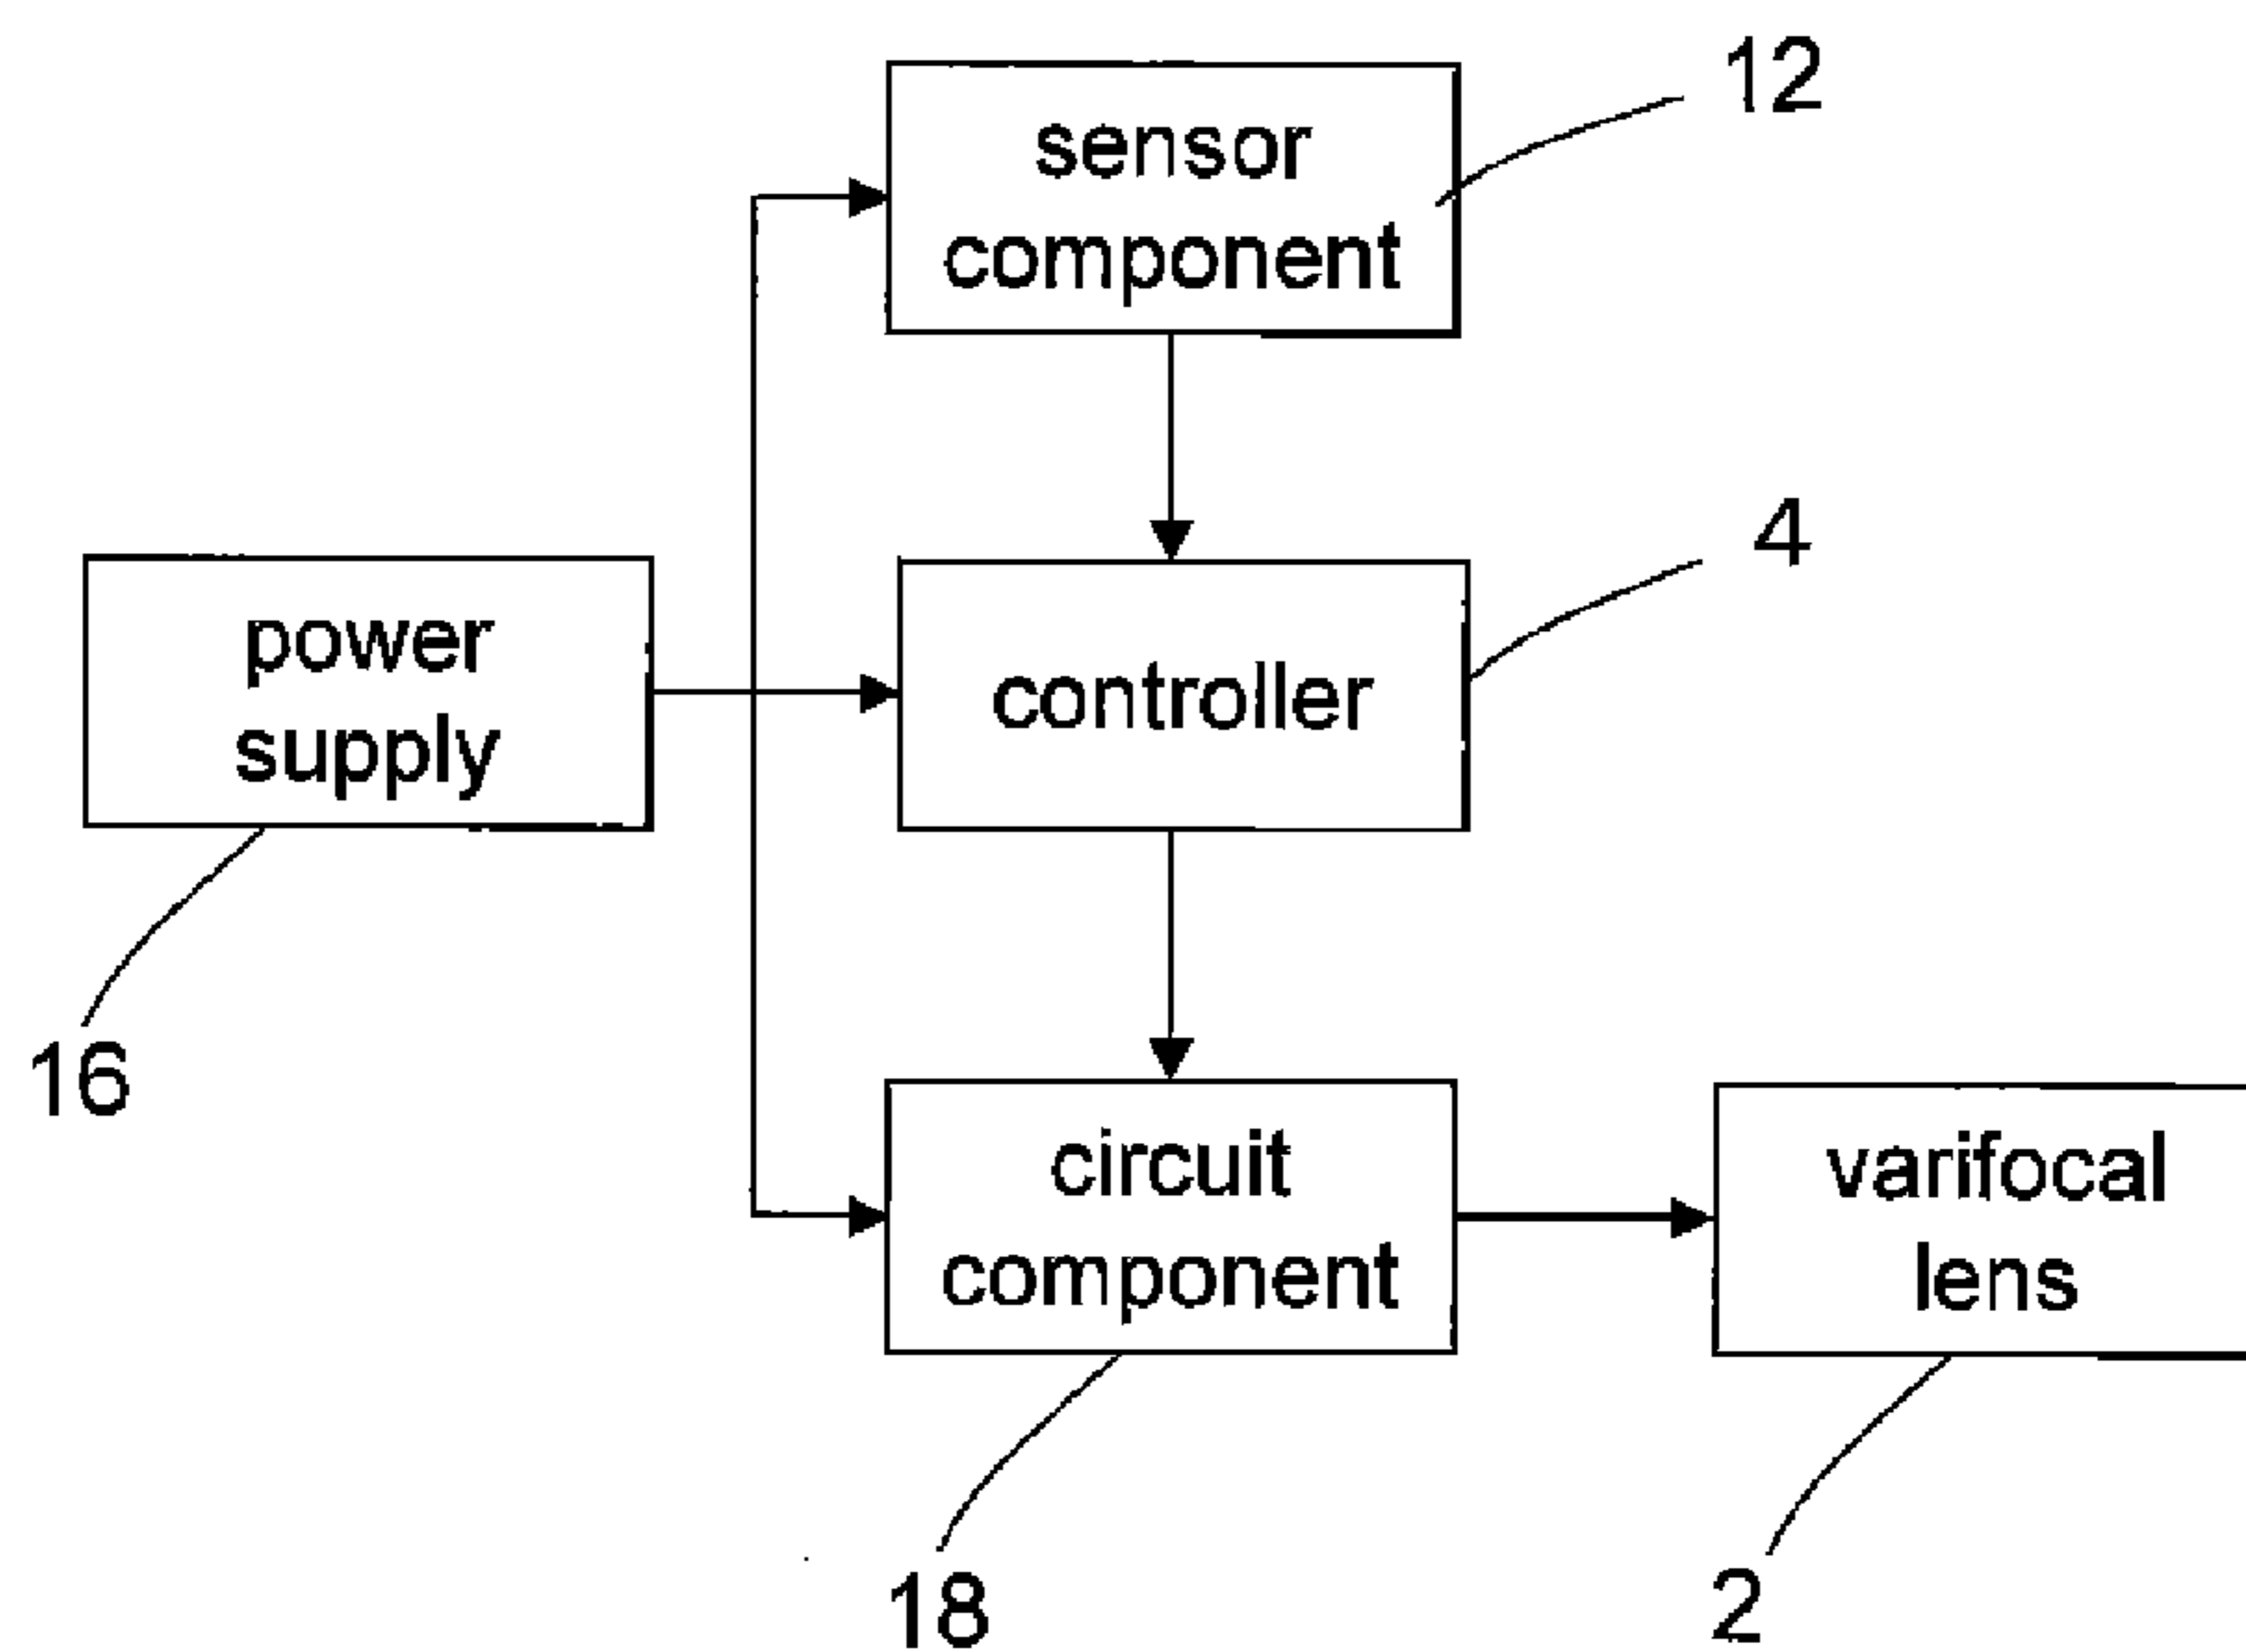 12
sensor
component
4
power
supply
controller
16
circuit
component
varifocal
lens
18
2